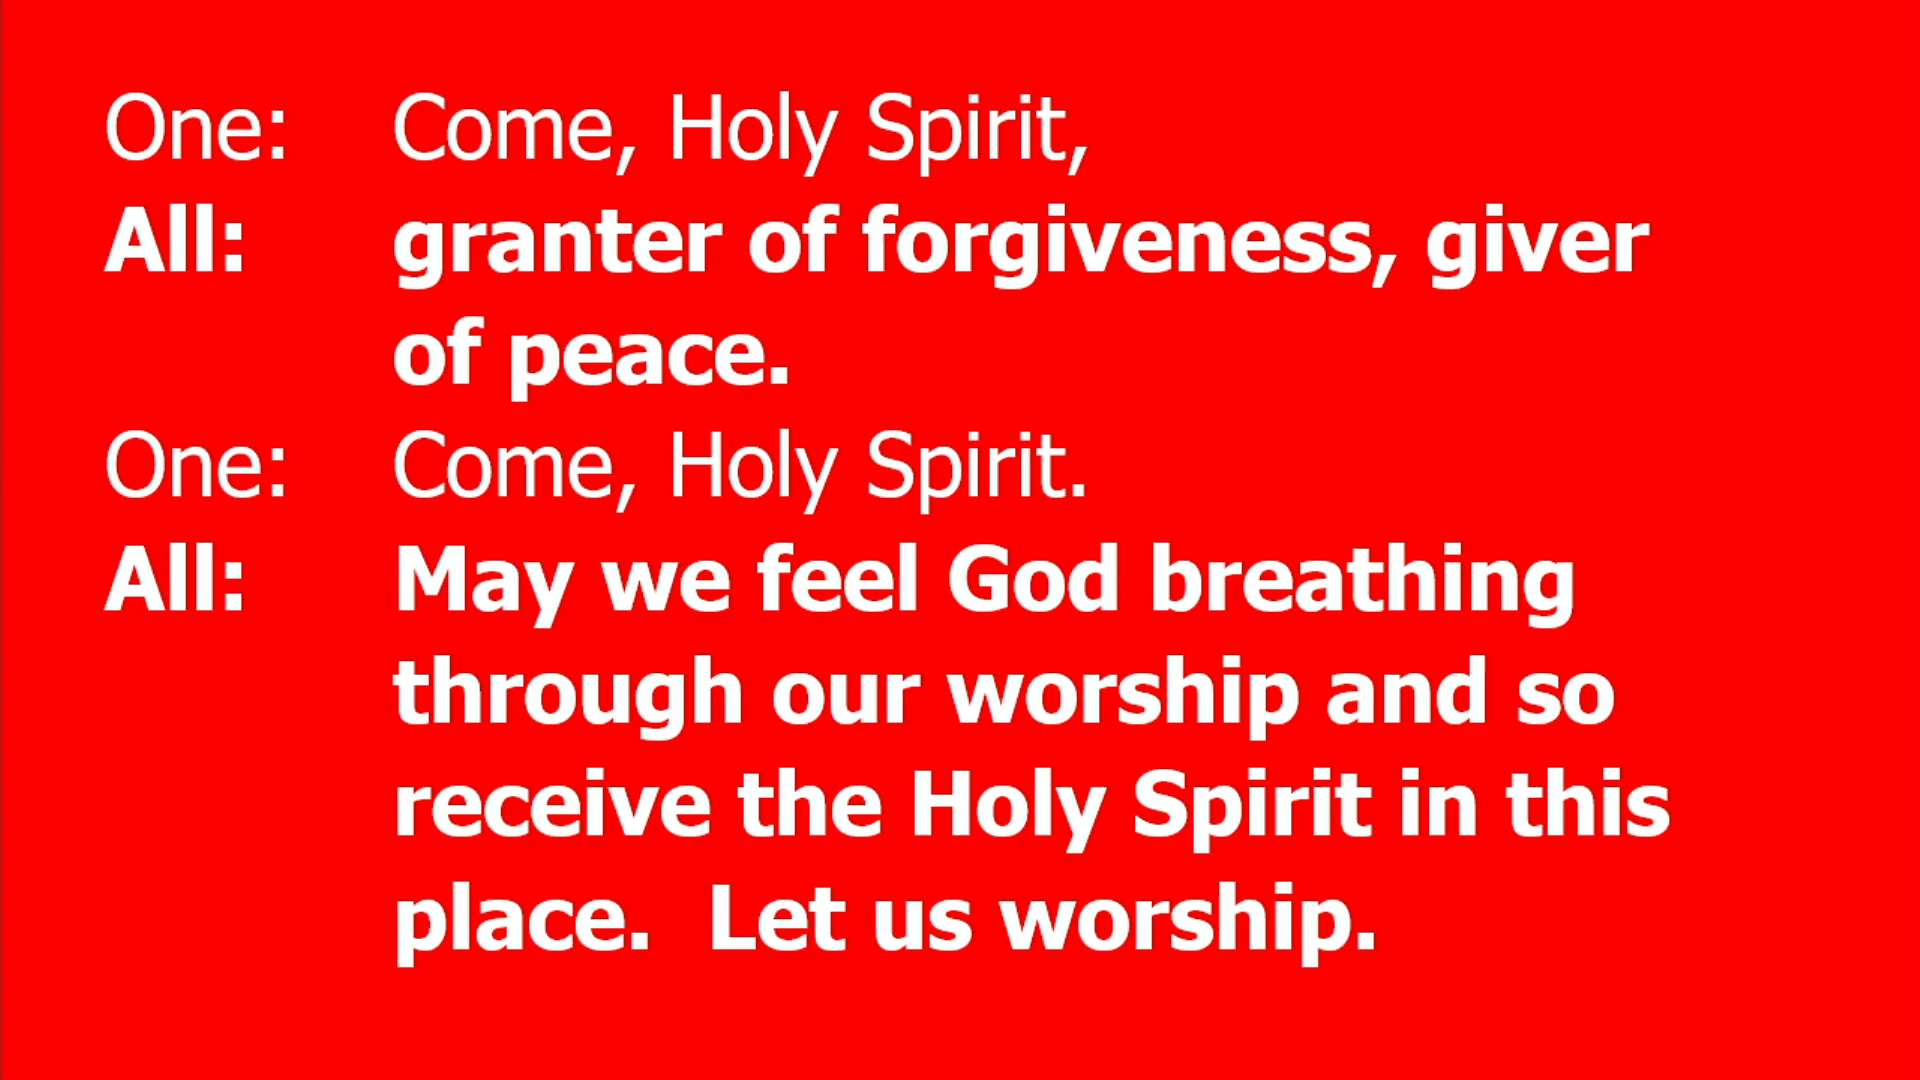 One: Come, Holy Spirit,
All: granter of forgiveness, giver
of peace.
One: Come, Holy Spirit.
All: May we feel God breathing
through our worship and so
receive the Holy Spirit in this
place.  Let us worship.